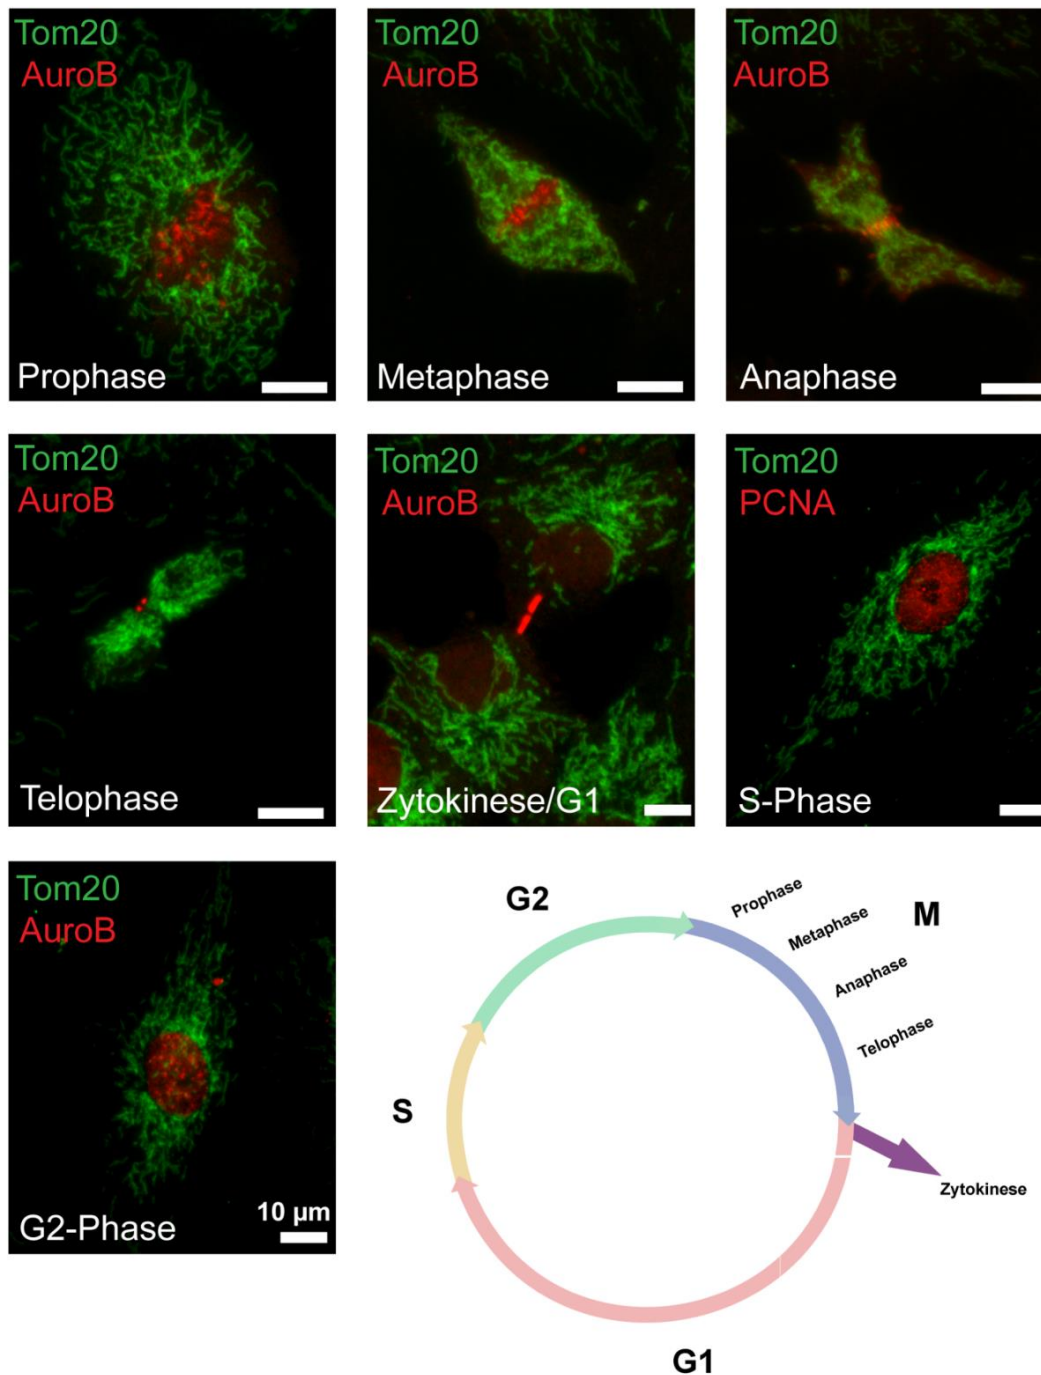 Tom20
AuroB
Prophase
Tom20
AuroB
Metaphase
Tom20
AuroB
Anaphase
Tom20
AuroB
Telophase
Tom20
AuroB
Zytokinese/G1
Tom20
PCNA
S-Phase
Tom20
AuroB
10 µm
G2-Phase
G2
Prophase
M
Metaphase
Anaphase
Telophase
S
Zytokinese
G1